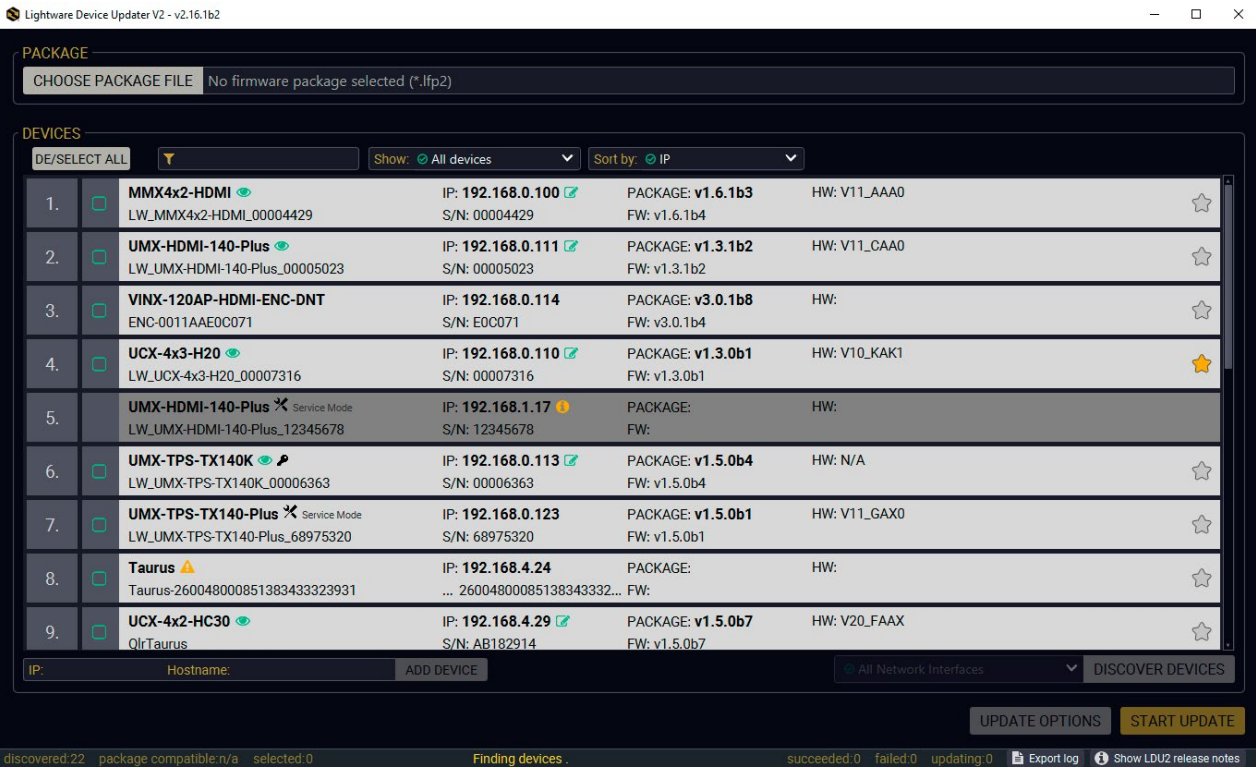 Lightware Device Updater V2 - v2.16.1b2
PACKAGE
CHOOSE PACKAGE FILE No firmware package selected (*.lfp2)
DEVICES
DE/SELECT ALL Show: All devices Sort by: IP
1. MMX4x2-HDMI IP: 192.168.0.100 PACKAGE: v1.6.1b3 HW: V11_AAA0
LW_MMX4x2-HDMI_00004429 S/N: 00004429 FW: v1.6.1b4
2. UMX-HDMI-140-Plus IP: 192.168.0.111 PACKAGE: v1.3.1b2 HW: V11_CAA0
LW_UMX-HDMI-140-Plus_00005023 S/N: 00005023 FW: v1.3.1b2
3. VINX-120AP-HDMI-ENC-DNT IP: 192.168.0.114 PACKAGE: v3.0.1b8 HW:
ENC-0011AAE0C071 S/N: E0C071 FW: v3.0.1b4
4. UCX-4x3-H20 IP: 192.168.0.110 PACKAGE: v1.3.0b1 HW: V10_KAK1
LW_UCX-4x3-H20_00007316 S/N: 00007316 FW: v1.3.0b1
5. UMX-HDMI-140-Plus Service Mode IP: 192.168.1.17 PACKAGE: HW:
LW_UMX-HDMI-140-Plus_12345678 S/N: 12345678 FW:
6. UMX-TPS-TX140K IP: 192.168.0.113 PACKAGE: v1.5.0b4 HW: N/A
LW_UMX-TPS-TX140K_00006363 S/N: 00006363 FW: v1.5.0b4
7. UMX-TPS-TX140-Plus Service Mode IP: 192.168.0.123 PACKAGE: v1.5.0b1 HW: V11_GAX0
LW_UMX-TPS-TX140-Plus_68975320 S/N: 68975320 FW: v1.5.0b1
8. Taurus IP: 192.168.4.24 PACKAGE: HW:
Taurus-260048000851383433323931 ... 26004800085138343332... FW:
9. UCX-4x2-HC30 IP: 192.168.4.29 PACKAGE: v1.5.0b7 HW: V20_FAAX
QlrTaurus S/N: AB182914 FW: v1.5.0b7
IP: Hostname: ADD DEVICE All Network Interfaces DISCOVER DEVICES
UPDATE OPTIONS START UPDATE
discovered:22 package compatible:n/a selected:0 Finding devices . succeeded:0 failed:0 updating:0 Export log Show LDU2 release notes